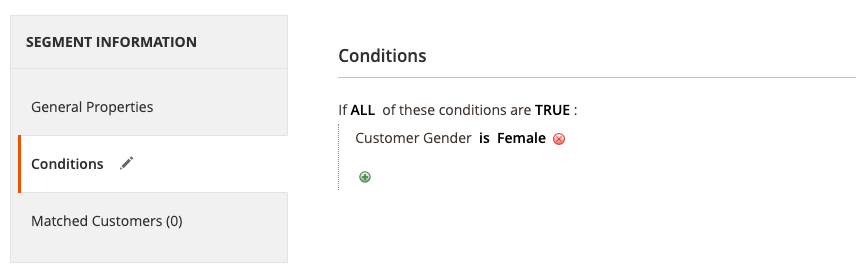 SEGMENT INFORMATION
General Properties
Conditions
Matched Customers (0)
Conditions
If ALL of these conditions are TRUE :
Customer Gender is Female